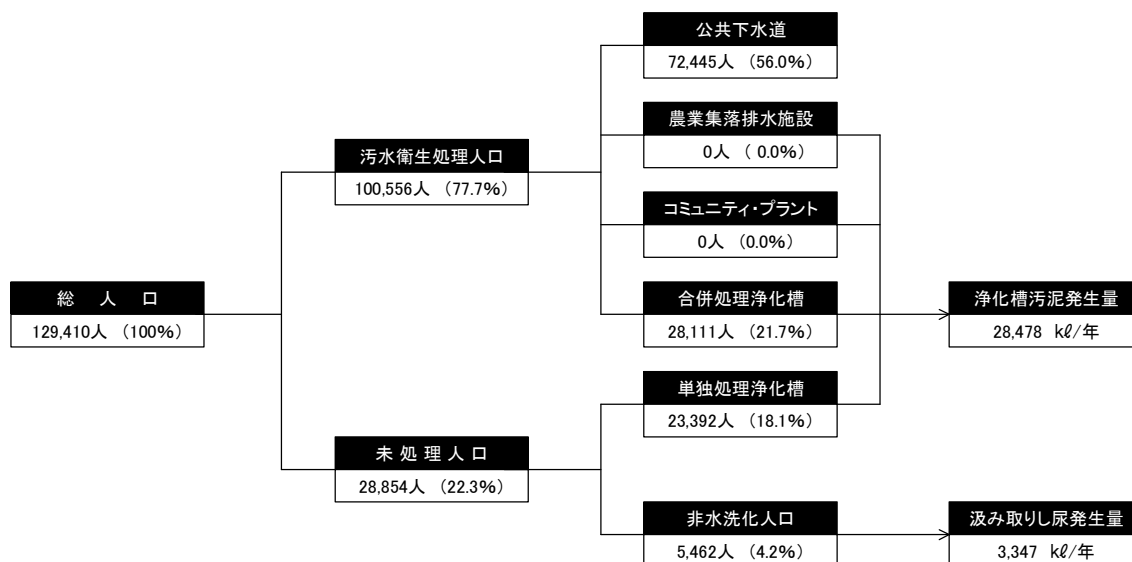 公共下水道
72,445人 (56.0%)
農業集落排水施設
0人 ( 0.0%)
汚水衛生処理人口
100,556人 (77.7%)
コミュニティ・プラント
0人 (0.0%)
総人口
129,410人 (100%)
合併処理浄化槽
28,111人 (21.7%)
浄化槽汚泥発生量
28,478 kℓ/年
単独処理浄化槽
23,392人 (18.1%)
未処理人口
28,854人 (22.3%)
非水洗化人口
5,462人 (4.2%)
汲み取りし尿発生量
3,347 kℓ/年